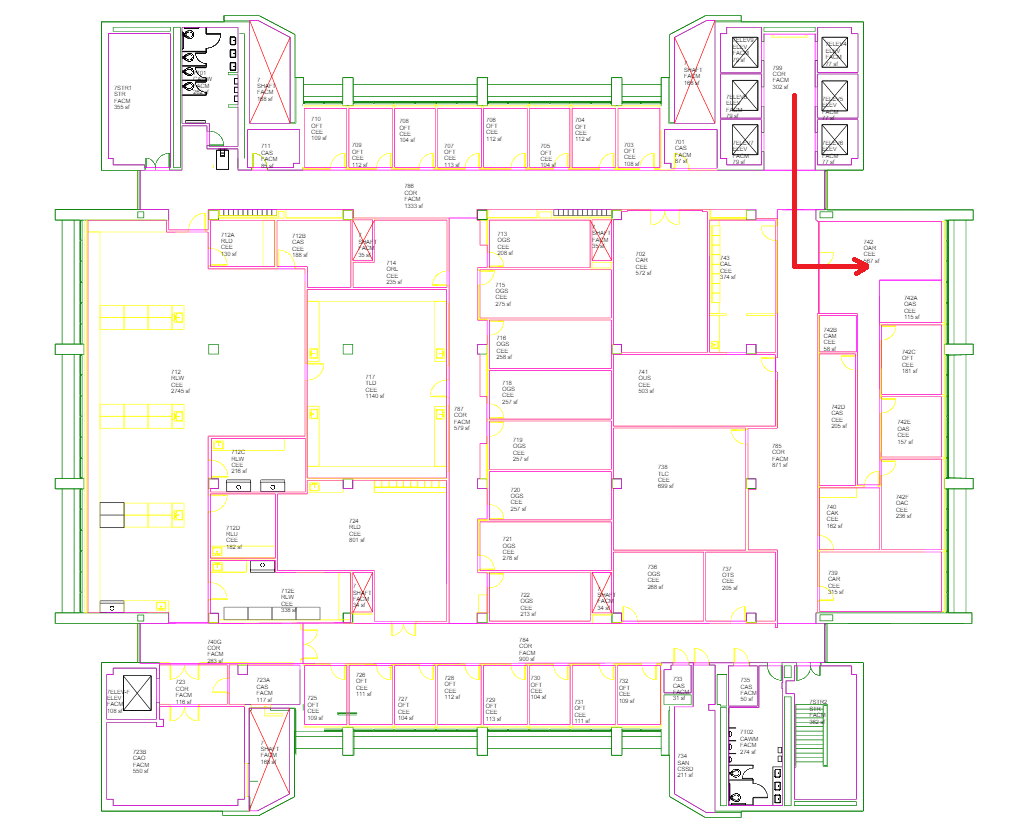 7STR1
STR
FACM
355 sf
FACM
7
SHAFT
FACM
168 sf
7
SHAFT
FACM
168 sf
799
COR
FACM
302 sf
711
CAS
FACM
710
OFT
CEE
109 sf
709
OFT
CEE
112 sf
708
OFT
CEE
104 sf
707
OFT
CEE
113 sf
706
OFT
CEE
112 sf
705
OFT
CEE
104 sf
704
OFT
CEE
112 sf
703
OFT
CEE
108 sf
701
CAS
FACM
87 sf
788
COR
FACM
1333 sf
712A
RLD
CEE
130 sf
712B
CAS
CEE
188 sf
SHAFT
FACM
35 sf
714
ORL
CEE
235 sf
713
OGS
CEE
208 sf
SHAFT
FACM
35 sf
702
CAR
CEE
572 sf
743
CAL
CEE
374 sf
742
OAR
CEE
715
OGS
CEE
275 sf
742A
OAS
CEE
115 sf
742B
CAM
CEE
58 sf
716
OGS
CEE
258 sf
742C
OFT
CEE
181 sf
712
RLW
CEE
2745 sf
717
TLD
CEE
1140 sf
718
OGS
CEE
257 sf
741
OUS
CEE
503 sf
742D
CAS
CEE
205 sf
787
COR
FACM
579 sf
742E
OAS
CEE
157 sf
719
OGS
CEE
257 sf
785
COR
FACM
871 sf
712C
RLW
CEE
216 sf
738
TLC
CEE
699 sf
720
OGS
CEE
257 sf
742F
OAC
CEE
236 sf
740
CAK
CEE
162 sf
712D
RLD
CEE
182 sf
724
RLD
CEE
801 sf
721
OGS
CEE
278 sf
736
OGS
CEE
268 sf
737
OTS
CEE
205 sf
739
CAR
CEE
315 sf
712E
RLW
CEE
338 sf
SHAFT
FACM
34 sf
722
OGS
CEE
213 sf
SHAFT
FACM
34 sf
740G
COR
FACM
283 sf
784
COR
FACM
900 sf
7ELEV-F
ELEV
FACM
108 sf
723
COR
FACM
116 sf
723A
CAS
FACM
117 sf
725
OFT
CEE
109 sf
726
OFT
CEE
111 sf
727
OFT
CEE
104 sf
728
OFT
CEE
112 sf
729
OFT
CEE
113 sf
730
OFT
CEE
104 sf
731
OFT
CEE
111 sf
732
OFT
CEE
109 sf
733
CAS
FACM
31 sf
735
CAS
FACM
50 sf
7STR2
STR
FACM
723B
CAO
FACM
550 sf
7
SHAFT
FACM
168 sf
734
SAN
CSSD
211 sf
7T02
CAWM
FACM
274 sf